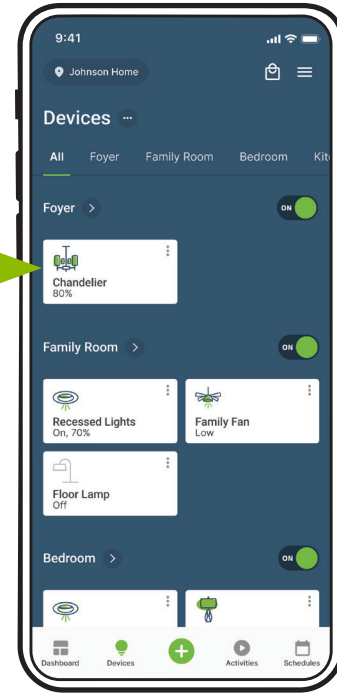 9:41
Johnson Home
Devices
All Foyer Family Room Bedroom Kit
Foyer
ON
Chandelier
80%
Family Room
ON
Recessed Lights
On, 70%
Family Fan
Low
Floor Lamp
Off
Bedroom
ON
Dashboard Devices Activities Schedules